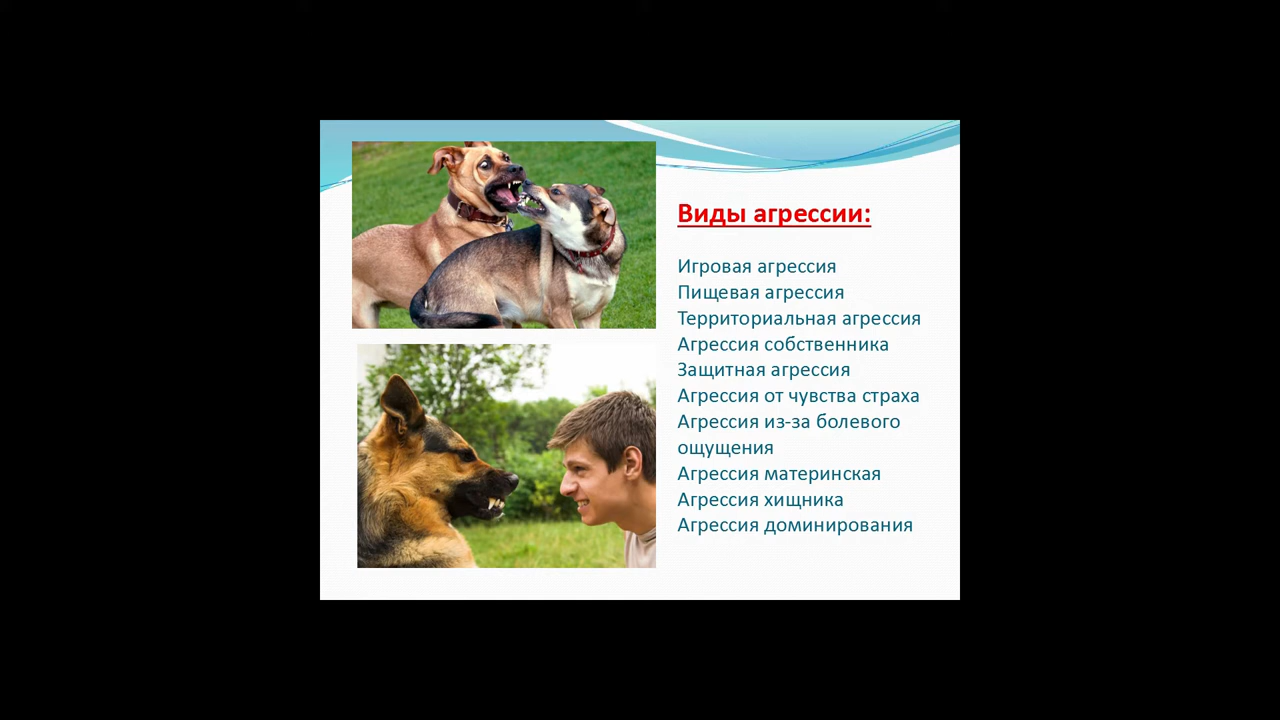 Виды агрессии:
Игровая агрессия
Пищевая агрессия
Территориальная агрессия
Агрессия собственника
Защитная агрессия
Агрессия от чувства страха
Агрессия из-за болевого
ощущения
Агрессия материнская
Агрессия хищника
Агрессия доминирования